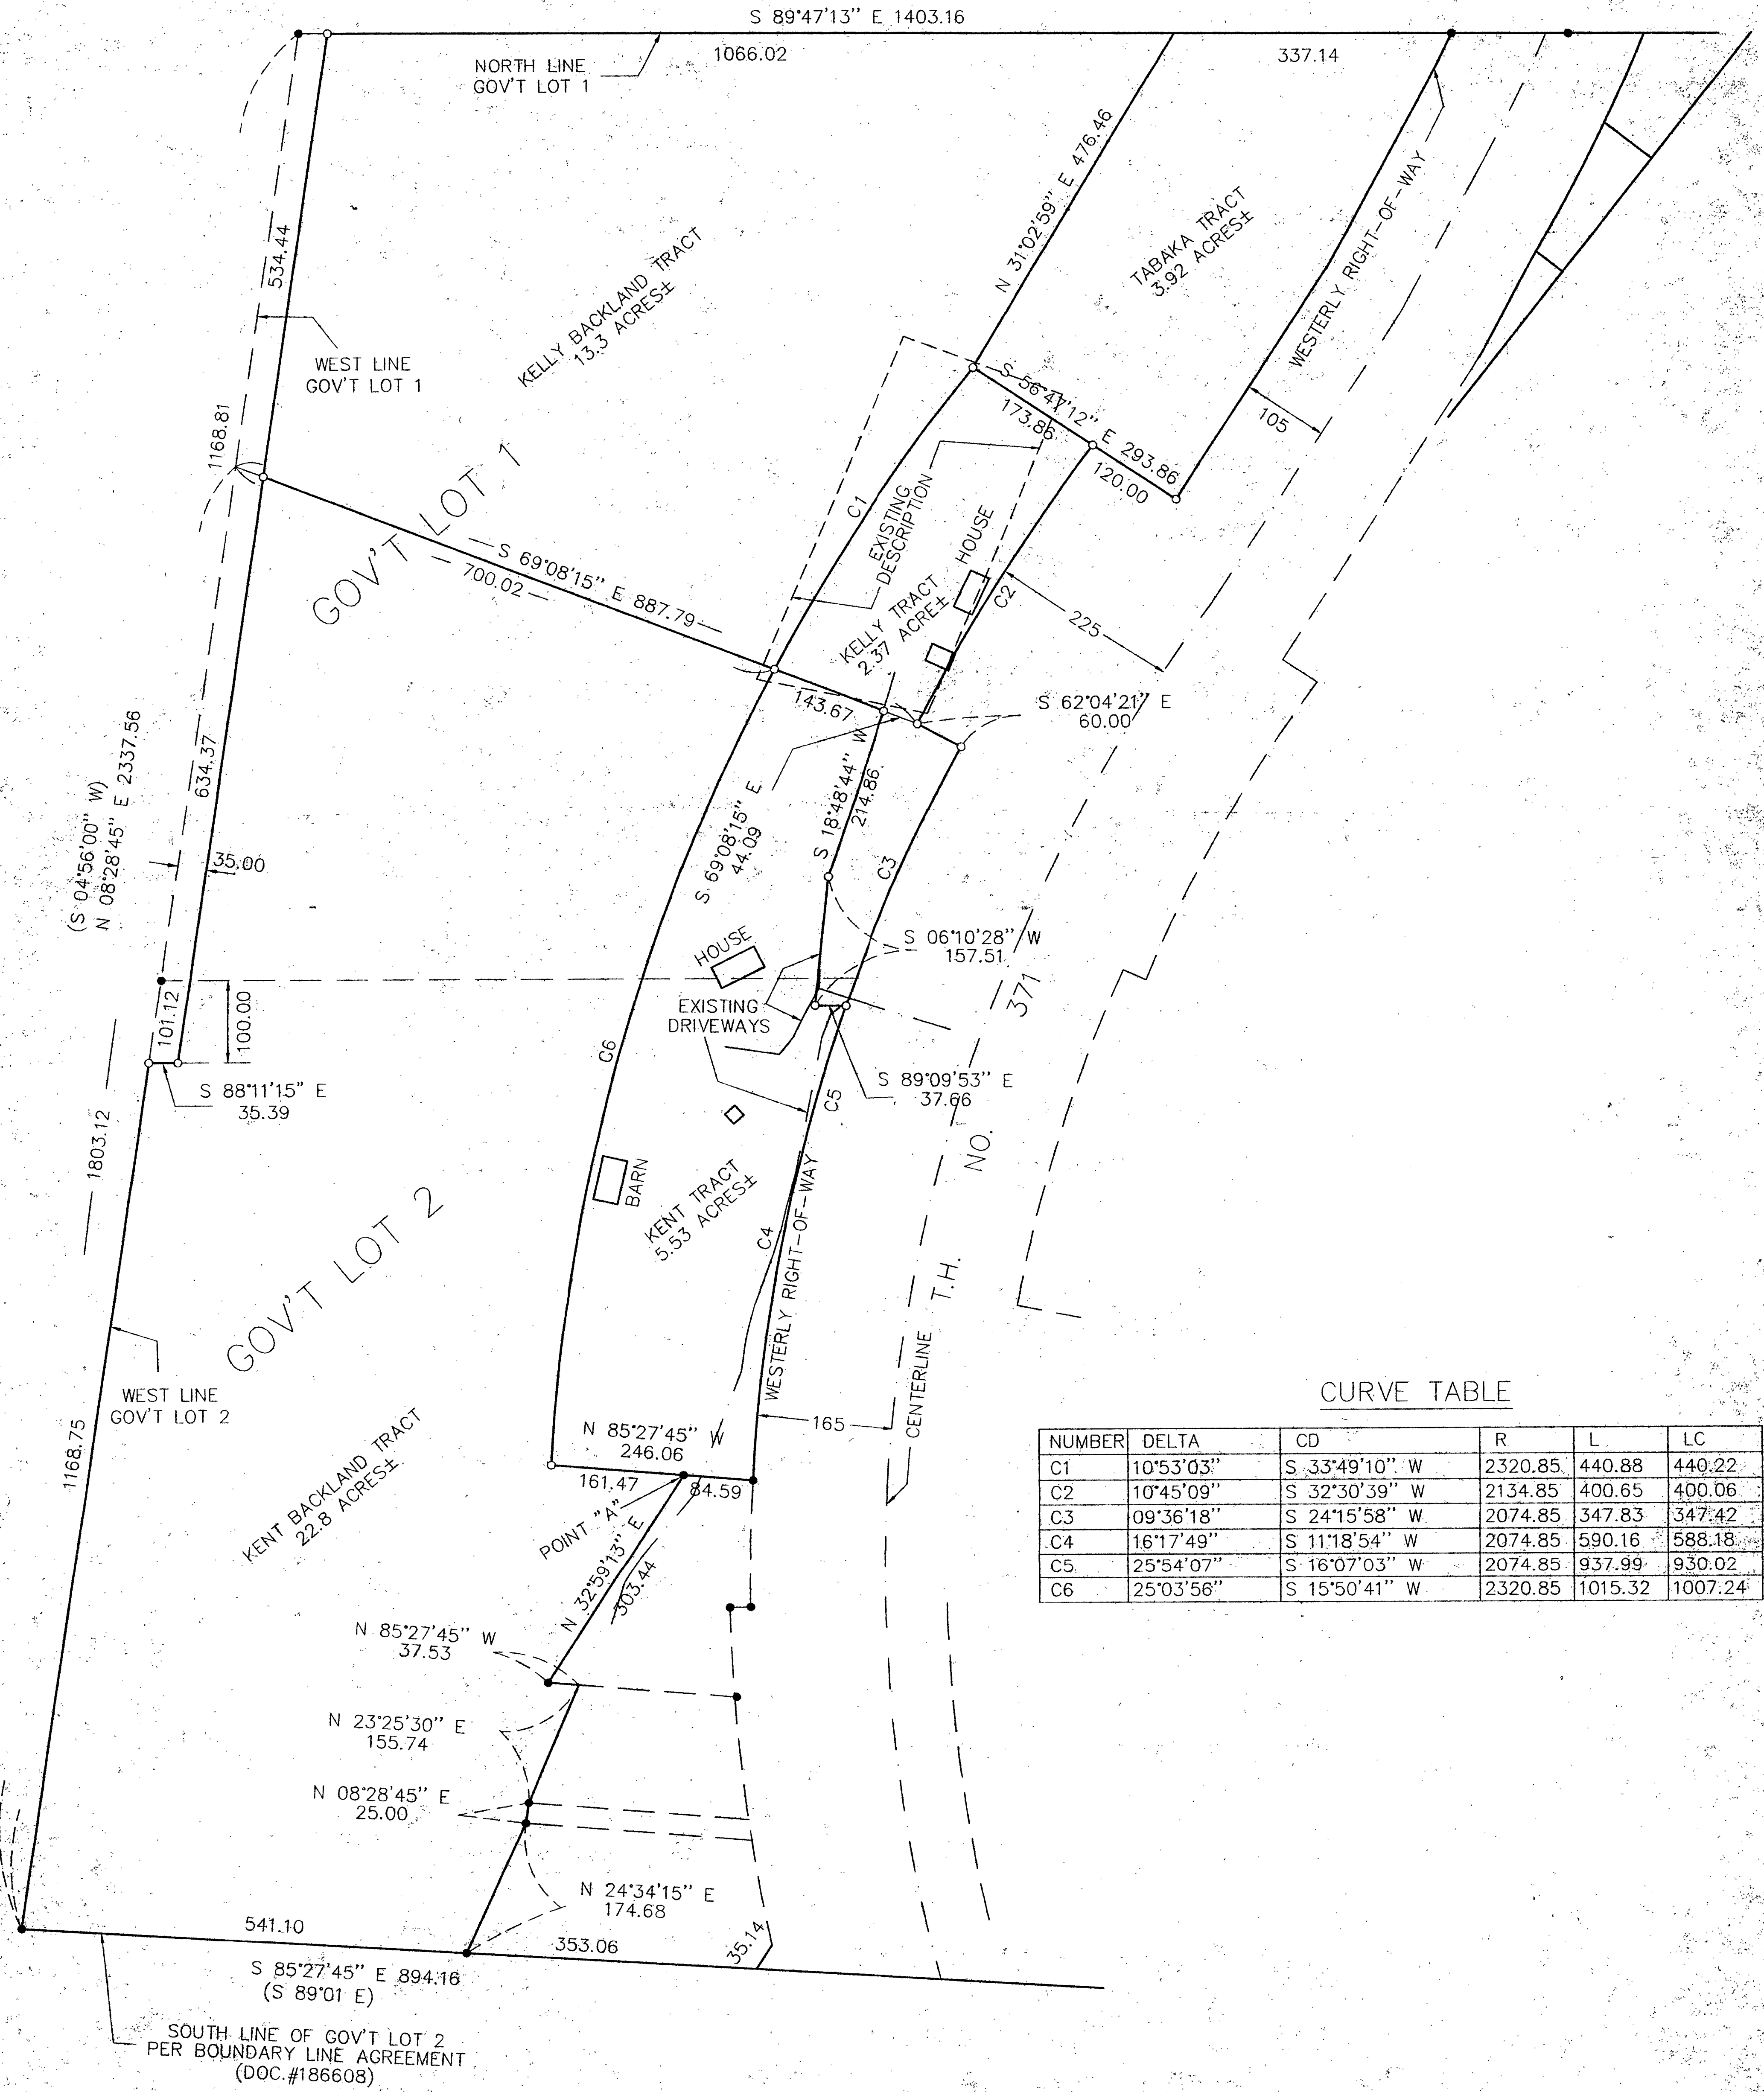 S 89°47'13" E 1403.16
1066.02
337.14
NORTH LINE
GOV'T LOT 1
534.44
N 31°02'59" E 476.46
TABAKA TRACT
3.92 ACRES±
WESTERLY RIGHT-OF-WAY
KELLY BACKLAND TRACT
13.3 ACRES±
WEST LINE
GOV'T LOT 1
1168.81
S 56°47'12" E 293.86
173.86
120.00
105
GOV'T LOT 1
C1
EXISTING
DESCRIPTION
HOUSE
S 69°08'15" E 887.79
700.02
KELLY TRACT
2.37 ACRE±
C2
225
143.67
S 62°04'21" E
60.00
(S 04°56'00" W)
N 08°28'45" E 2337.56
634.37
35.00
S 69°08'15" E
44.09
S 18°48'44" W
214.86
C3
HOUSE
S 06°10'28" W
157.51
EXISTING
DRIVEWAYS
101.12
100.00
S 88°11'15" E
35.39
1803.12
C6
S 89°09'53" E
37.66
C5
T.H. NO. 371
BARN
KENT TRACT
5.53 ACRES±
C4
WESTERLY RIGHT-OF-WAY
GOV'T LOT 2
WEST LINE
GOV'T LOT 2
1168.75
CENTERLINE
165
N 85°27'45" W
246.06
161.47
84.59
POINT "A"
KENT BACKLAND TRACT
22.8 ACRES±
N 32°59'13" E
303.44
N 85°27'45" W
37.53
N 23°25'30" E
155.74
N 08°28'45" E
25.00
N 24°34'15" E
174.68
541.10
353.06
35.14
S 85°27'45" E 894.16
(S 89°01 E)
SOUTH LINE OF GOV'T LOT 2
PER BOUNDARY LINE AGREEMENT
(DOC.#186608)
CURVE TABLE
NUMBER DELTA CD R L LC
C1 10°53'03" S 33°49'10" W 2320.85 440.88 440.22
C2 10°45'09" S 32°30'39" W 2134.85 400.65 400.06
C3 09°36'18" S 24°15'58" W 2074.85 347.83 347.42
C4 16°17'49" S 11°18'54" W 2074.85 590.16 588.18
C5 25°54'07" S 16°07'03" W 2074.85 937.99 930.02
C6 25°03'56" S 15°50'41" W 2320.85 1015.32 1007.24